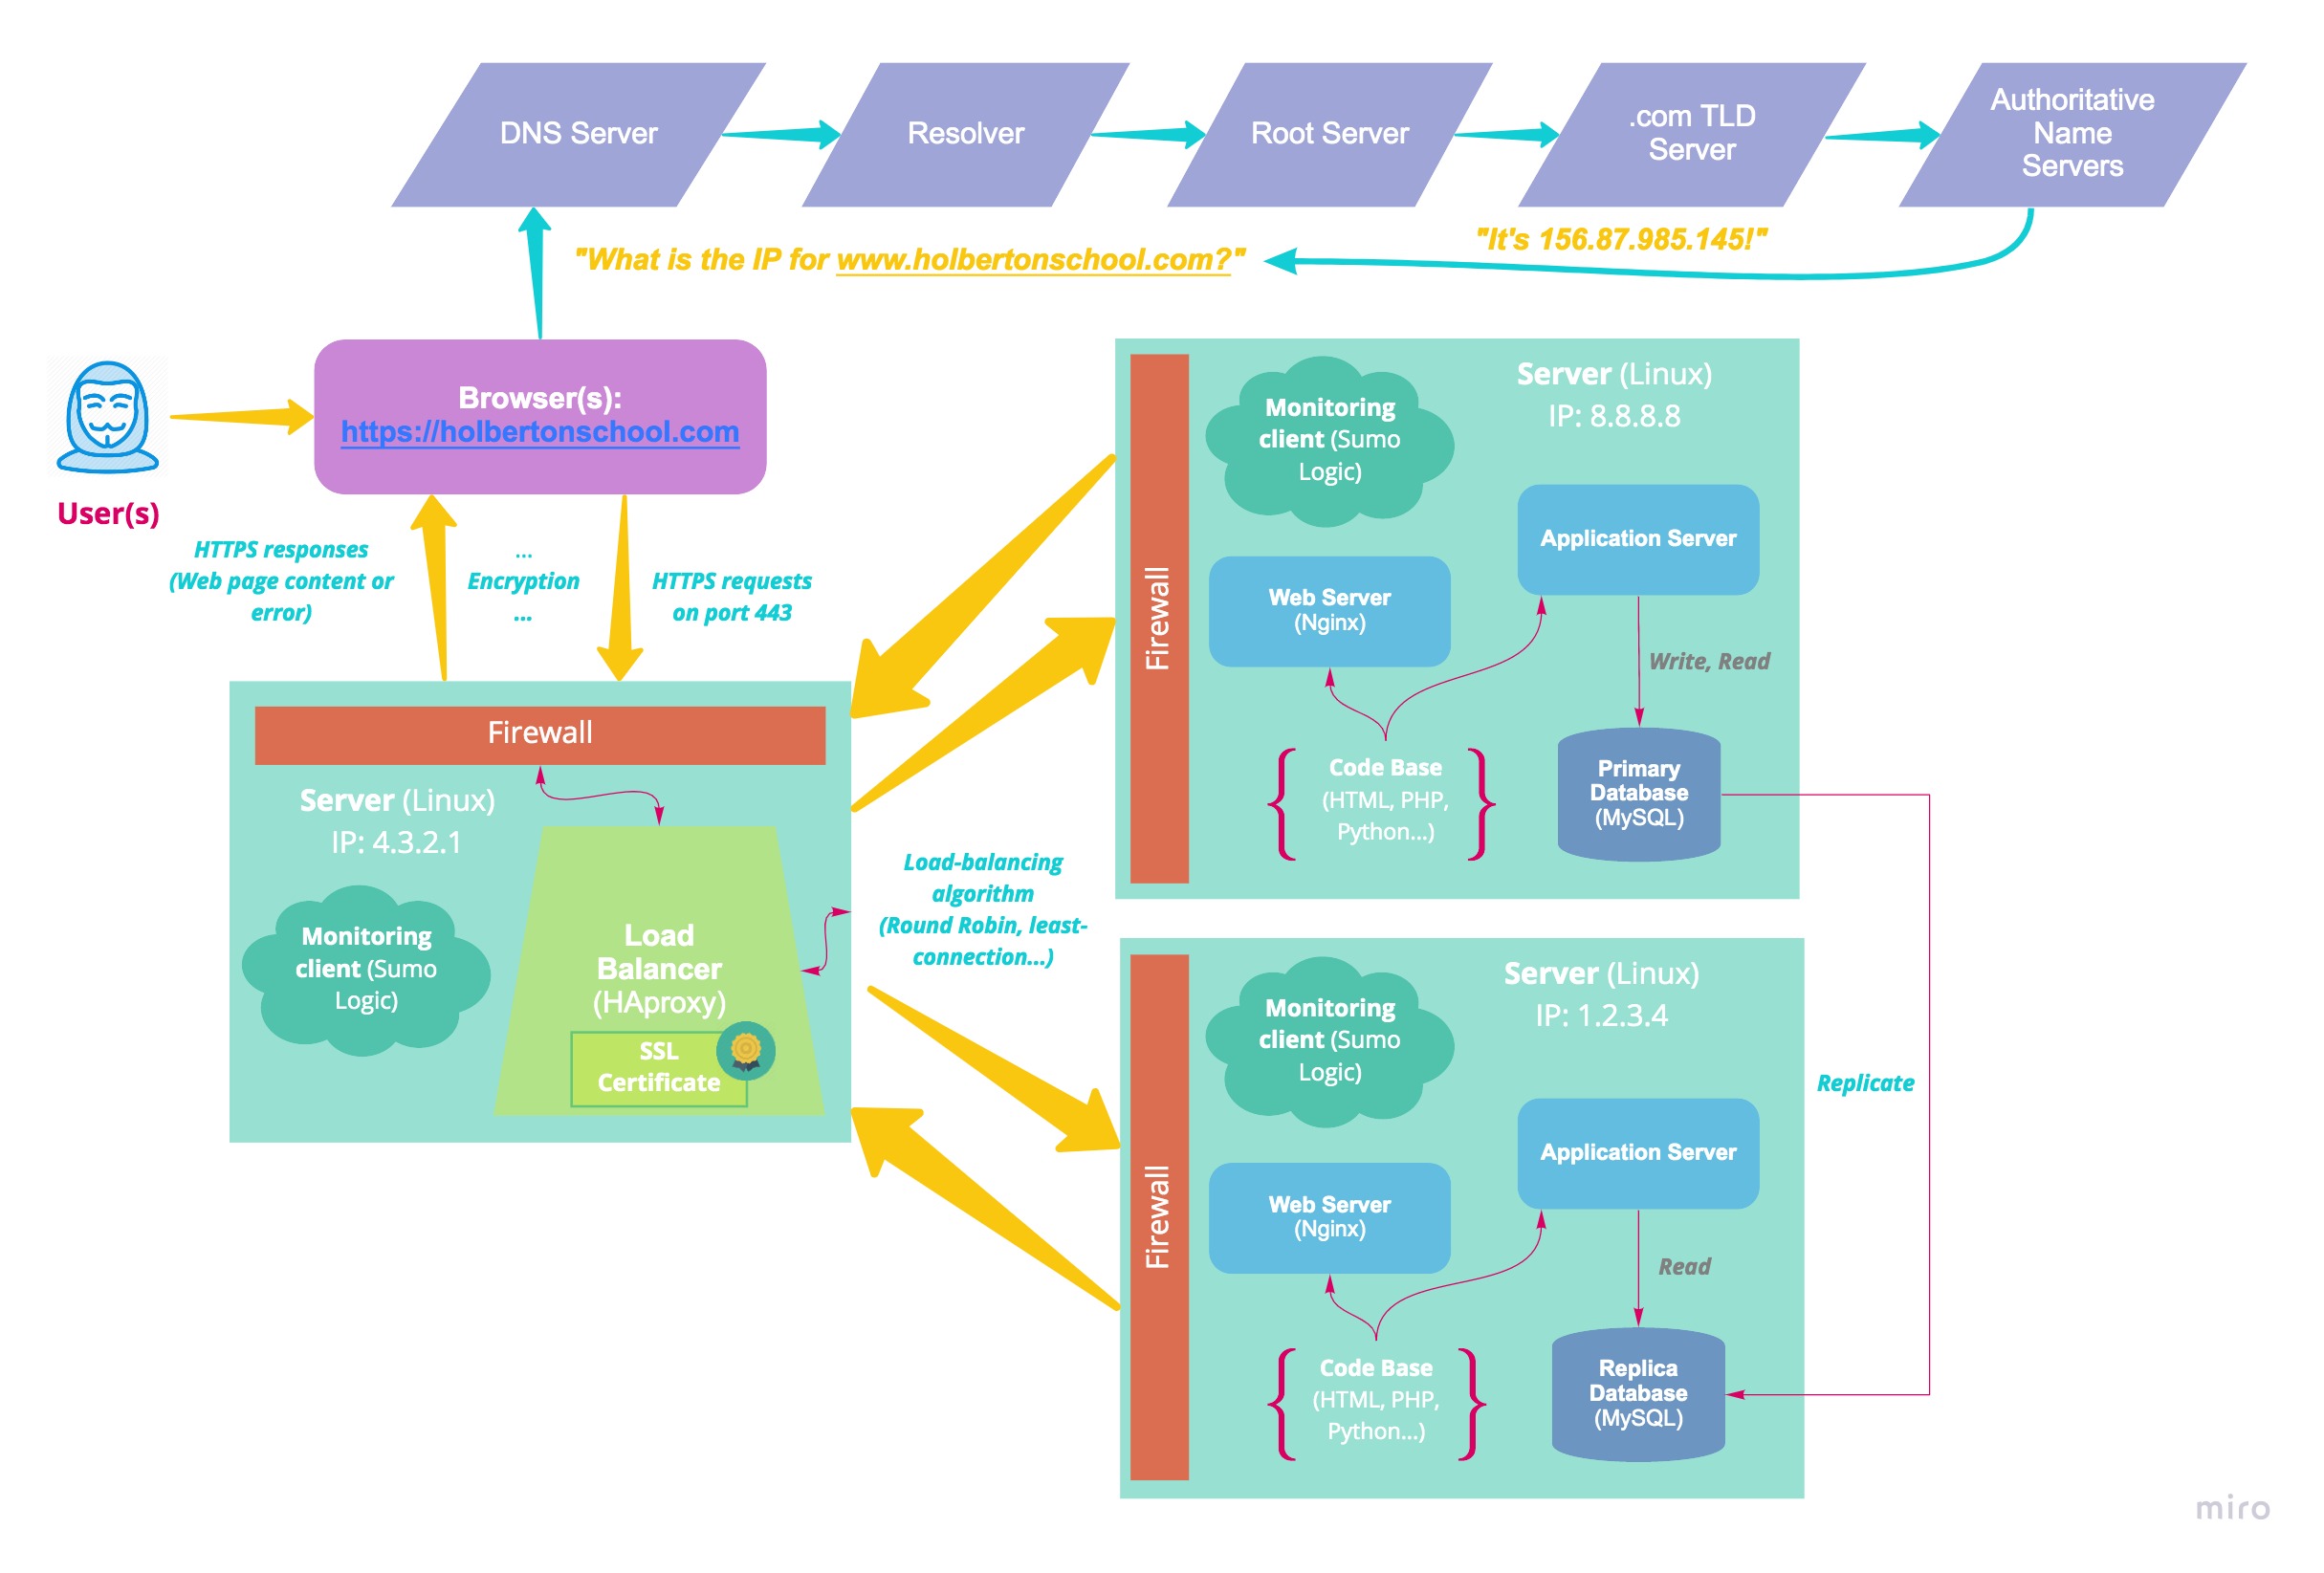 DNS Server
Resolver
Root Server
.com TLD
Server
Authoritative
Name
Servers
"What is the IP for www.holbertonschool.com?"
"It's 156.87.985.145!"
Browser(s):
https://holbertonschool.com
User(s)
HTTPS responses
(Web page content or
error)
...
Encryption
...
HTTPS requests
on port 443
Firewall
Server (Linux)
IP: 4.3.2.1
Monitoring
client (Sumo
Logic)
Load
Balancer
(HAproxy)
SSL
Certificate
Load-balancing
algorithm
(Round Robin, least-
connection...)
Firewall
Monitoring
client (Sumo
Logic)
Server (Linux)
IP: 8.8.8.8
Application Server
Web Server
(Nginx)
Write, Read
Code Base
(HTML, PHP,
Python...)
Primary
Database
(MySQL)
Firewall
Monitoring
client (Sumo
Logic)
Server (Linux)
IP: 1.2.3.4
Application Server
Web Server
(Nginx)
Read
Code Base
(HTML, PHP,
Python...)
Replica
Database
(MySQL)
Replicate
miro